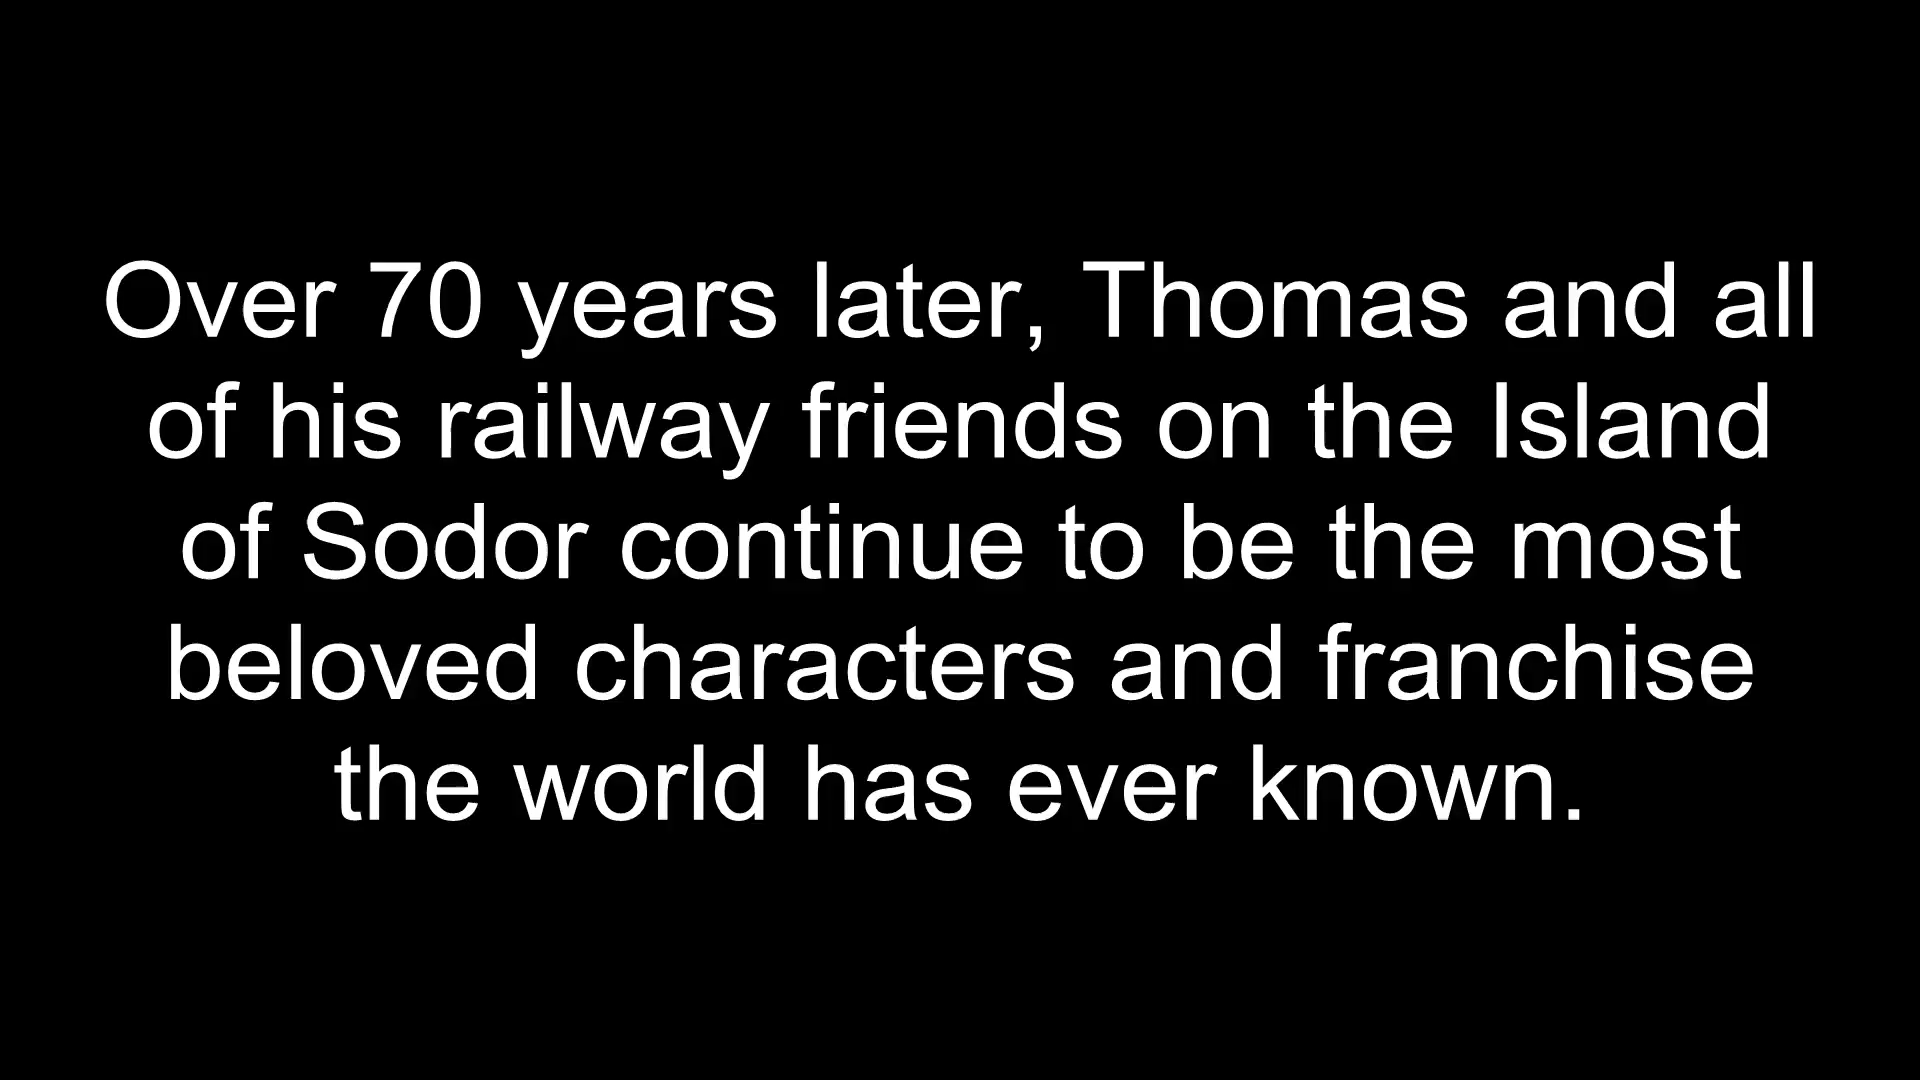 Over 70 years later, Thomas and all
of his railway friends on the Island
of Sodor continue to be the most
beloved characters and franchise
the world has ever known.